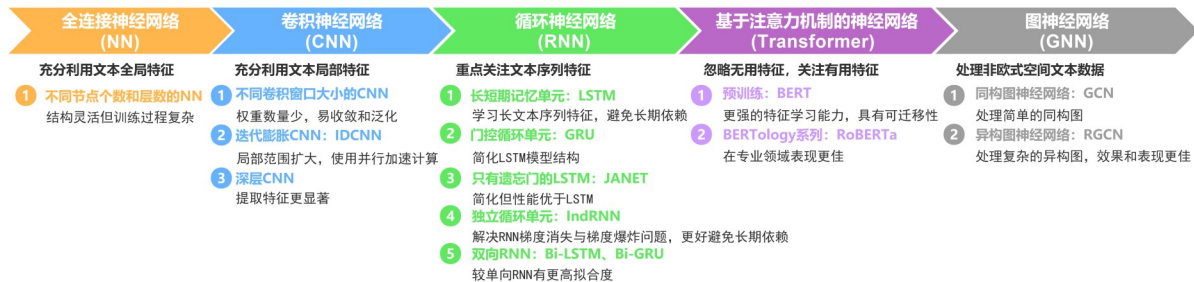 全连接神经网络
(NN)
充分利用文本全局特征
1 不同节点个数和层数的NN
结构灵活但训练过程复杂
卷积神经网络
(CNN)
充分利用文本局部特征
1 不同卷积窗口大小的CNN
权重数量少，易收敛和泛化
2 迭代膨胀CNN：IDCNN
局部范围扩大，使用并行加速计算
3 深层CNN
提取特征更显著
循环神经网络
(RNN)
重点关注文本序列特征
1 长短期记忆单元：LSTM
学习长文本序列特征，避免长期依赖
2 门控循环单元：GRU
简化LSTM模型结构
3 只有遗忘门的LSTM：JANET
简化但性能优于LSTM
4 独立循环单元：IndRNN
解决RNN梯度消失与梯度爆炸问题，更好避免长期依赖
5 双向RNN：Bi-LSTM、Bi-GRU
较单向RNN有更高拟合度
基于注意力机制的神经网络
(Transformer)
忽略无用特征，关注有用特征
1 预训练：BERT
更强的特征学习能力，具有可迁移性
2 BERTology系列：RoBERTa
在专业领域表现更佳
图神经网络
(GNN)
处理非欧式空间文本数据
1 同构图神经网络：GCN
处理简单的同构图
2 异构图神经网络：RGCN
处理复杂的异构图，效果和表现更佳